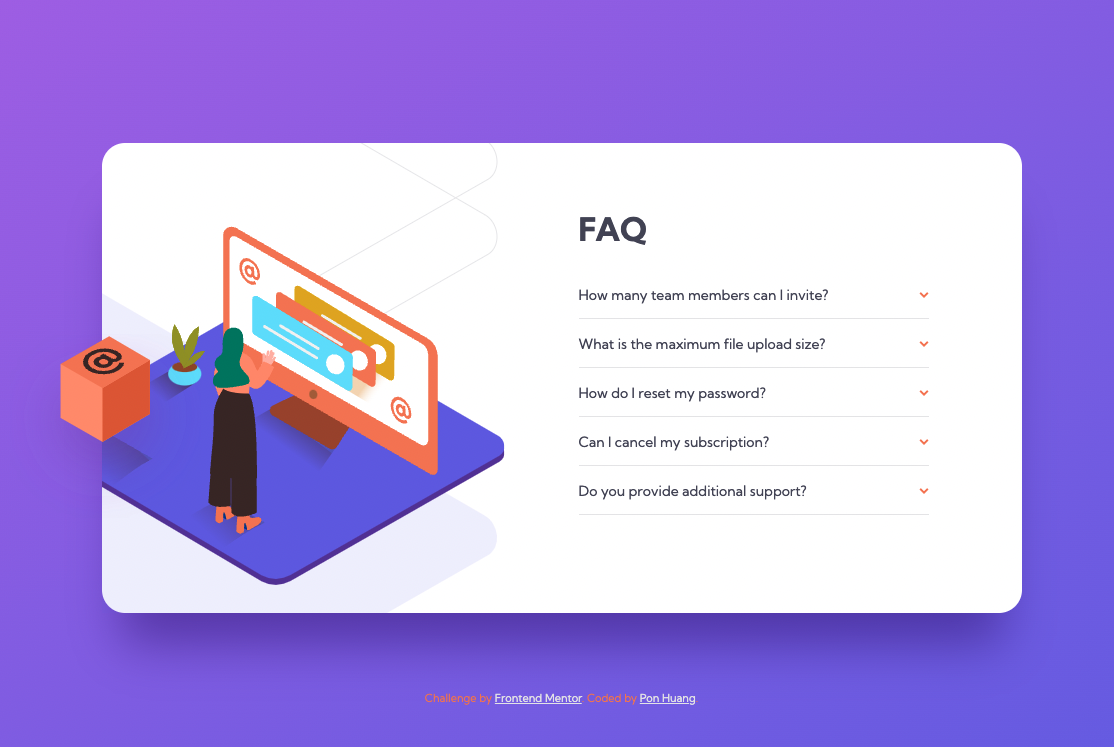 FAQ
How many team members can I invite?
What is the maximum file upload size?
How do I reset my password?
Can I cancel my subscription?
Do you provide additional support?
@
@
@
Challenge by Frontend Mentor. Coded by Pon Huang